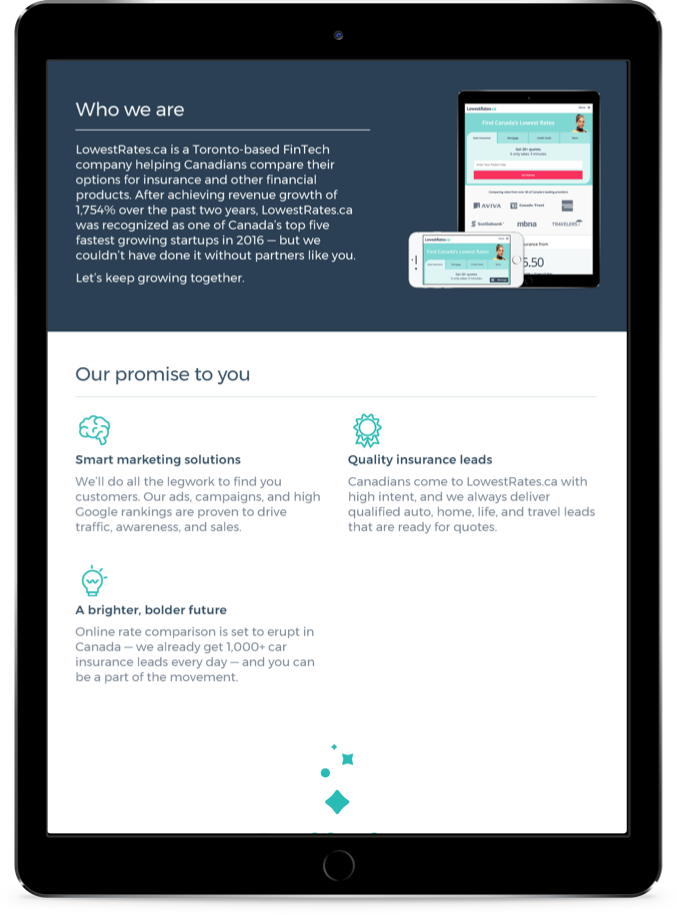 Who we are
LowestRates.ca is a Toronto-based FinTech
company helping Canadians compare their
options for insurance and other financial
products. After achieving revenue growth of
1,754% over the past two years, LowestRates.ca
was recognized as one of Canada's top five
fastest growing startups in 2016 — but we
couldn't have done it without partners like you.
Let's keep growing together.
LowestRates.ca
Find Canada's Lowest Rates
Mortgage
Get 20+ quotes
AVIVA
Canada Trust
Scotiabank
mbna
TRAVELERS
urance from
5.50
LowestRates.ca
Find Canada's Lowest Rates
Get 20+ quotes
Our promise to you
Smart marketing solutions
We'll do all the legwork to find you
customers. Our ads, campaigns, and high
Google rankings are proven to drive
traffic, awareness, and sales.
Quality insurance leads
Canadians come to LowestRates.ca with
high intent, and we always deliver
qualified auto, home, life, and travel leads
that are ready for quotes.
A brighter, bolder future
Online rate comparison is set to erupt in
Canada — we already get 1,000+ car
insurance leads every day — and you can
be a part of the movement.